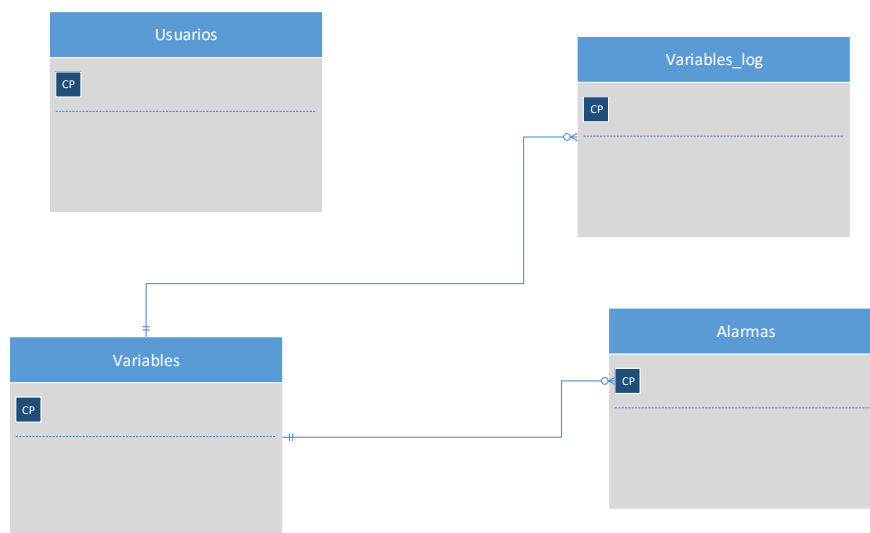 Usuarios
CP
Variables_log
CP
Variables
CP
Alarmas
CP